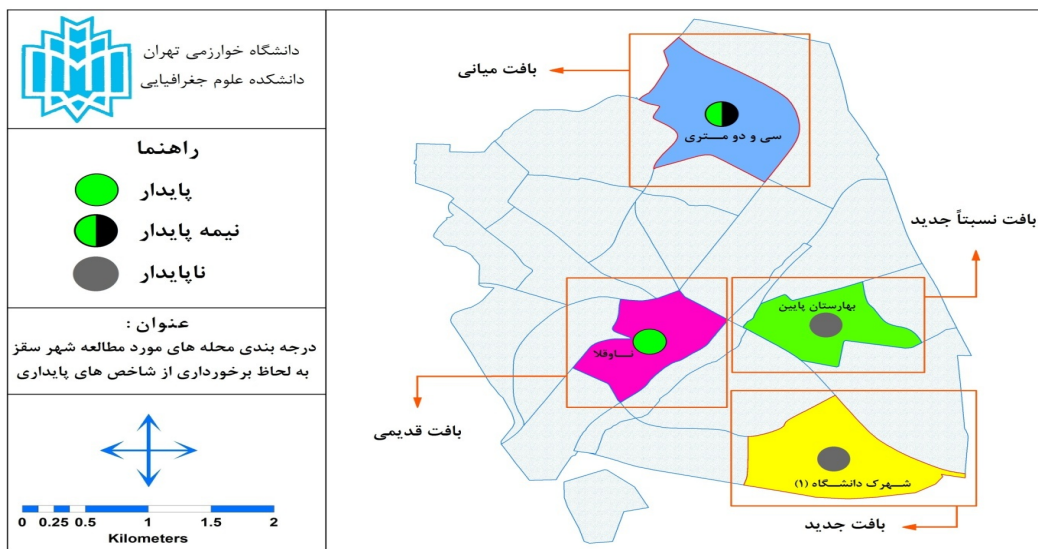 دانشگاه خوارزمی تهران
دانشکده علوم جغرافیایی
راهنما
پایدار
نیمه پایدار
ناپایدار
عنوان :
درجه بندی محله های مورد مطالعه شهر سقز
به لحاظ برخورداری از شاخص های پایداری
0 0.25 0.5 1 1.5 2
Kilometers
بافت میانی
سی و دو متری
بافت نسبتاً جدید
بهارستان پایین
ناوقلا
بافت قدیمی
شهرک دانشگاه (۱)
بافت جدید